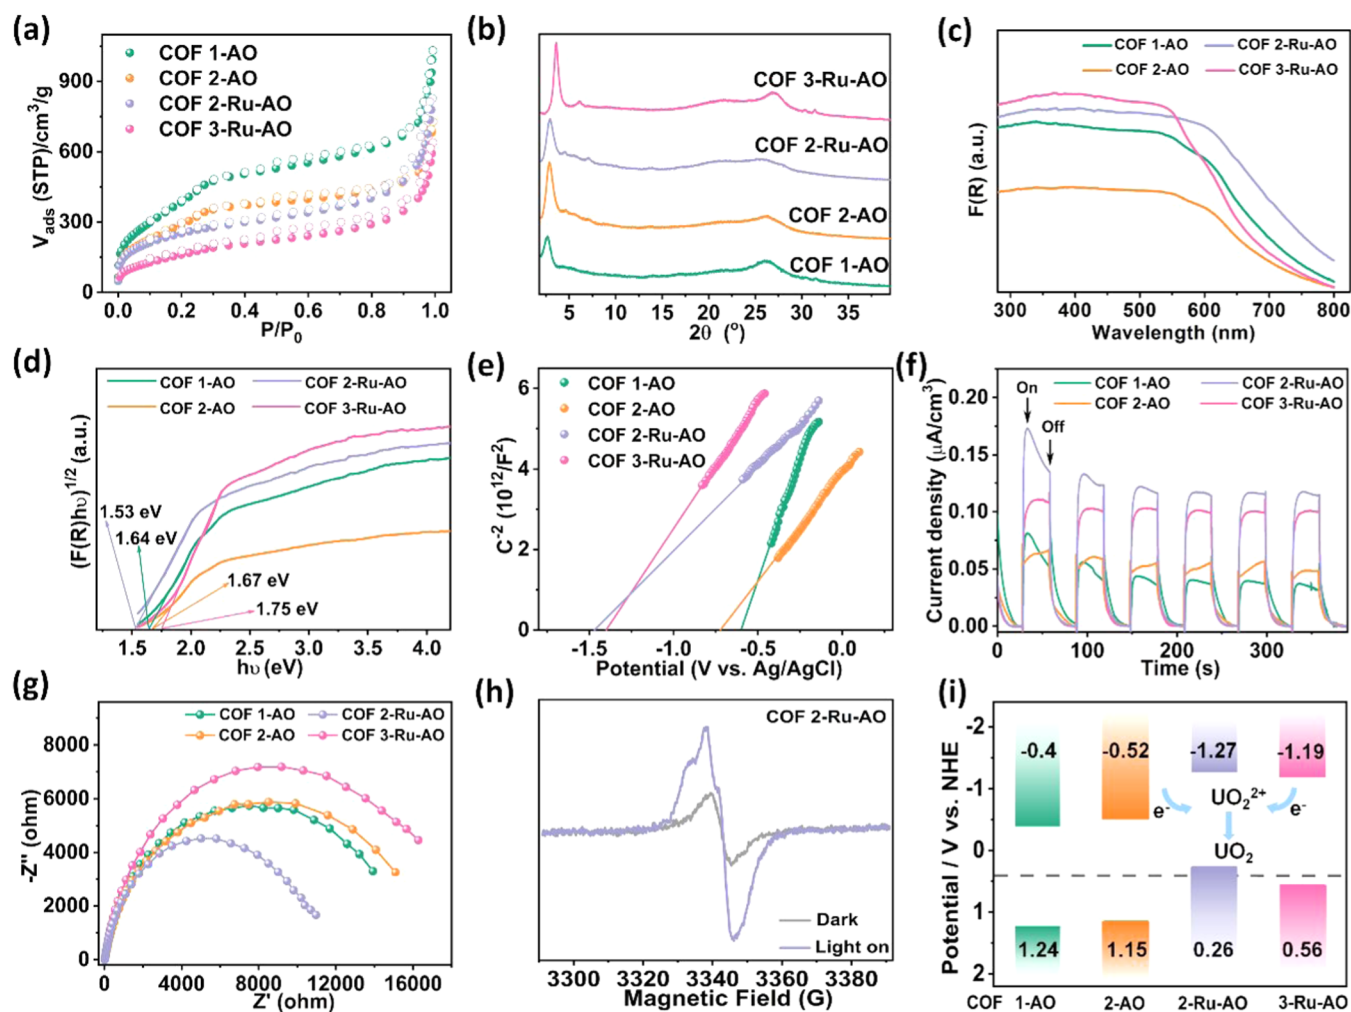 (a)
COF 1-AO
COF 2-AO
COF 2-Ru-AO
COF 3-Ru-AO
Vads (STP)/cm³/g
900
600
300
0
0.0 0.2 0.4 0.6 0.8 1.0
P/P₀
(b)
COF 3-Ru-AO
COF 2-Ru-AO
COF 2-AO
COF 1-AO
5 10 15 20 25 30 35
2θ (°)
(c)
COF 1-AO COF 2-Ru-AO
COF 2-AO COF 3-Ru-AO
F(R) (a.u.)
300 400 500 600 700 800
Wavelength (nm)
(d)
COF 1-AO COF 2-Ru-AO
COF 2-AO COF 3-Ru-AO
(F(R)hυ)^1/2 (a.u.)
1.53 eV
1.64 eV
1.67 eV
1.75 eV
1.5 2.0 2.5 3.0 3.5 4.0
hυ (eV)
(e)
COF 1-AO
COF 2-AO
COF 2-Ru-AO
COF 3-Ru-AO
C⁻² (10¹²/F²)
6
4
2
0
-1.5 -1.0 -0.5 0.0
Potential (V vs. Ag/AgCl)
(f)
COF 1-AO COF 2-Ru-AO
COF 2-AO COF 3-Ru-AO
On
Off
Current density (μA/cm³)
0.20
0.15
0.10
0.05
0.00
0 100 200 300
Time (s)
(g)
COF 1-AO COF 2-Ru-AO
COF 2-AO COF 3-Ru-AO
-Z'' (ohm)
8000
6000
4000
2000
0
0 4000 8000 12000 16000
Z' (ohm)
(h)
COF 2-Ru-AO
Dark
Light on
3300 3320 3340 3360 3380
Magnetic Field (G)
(i)
Potential / V vs. NHE
-2
-1
0
1
2
-0.4 -0.52 -1.27 -1.19
e⁻ UO₂²⁺ e⁻
UO₂
1.24 1.15 0.26 0.56
COF 1-AO 2-AO 2-Ru-AO 3-Ru-AO